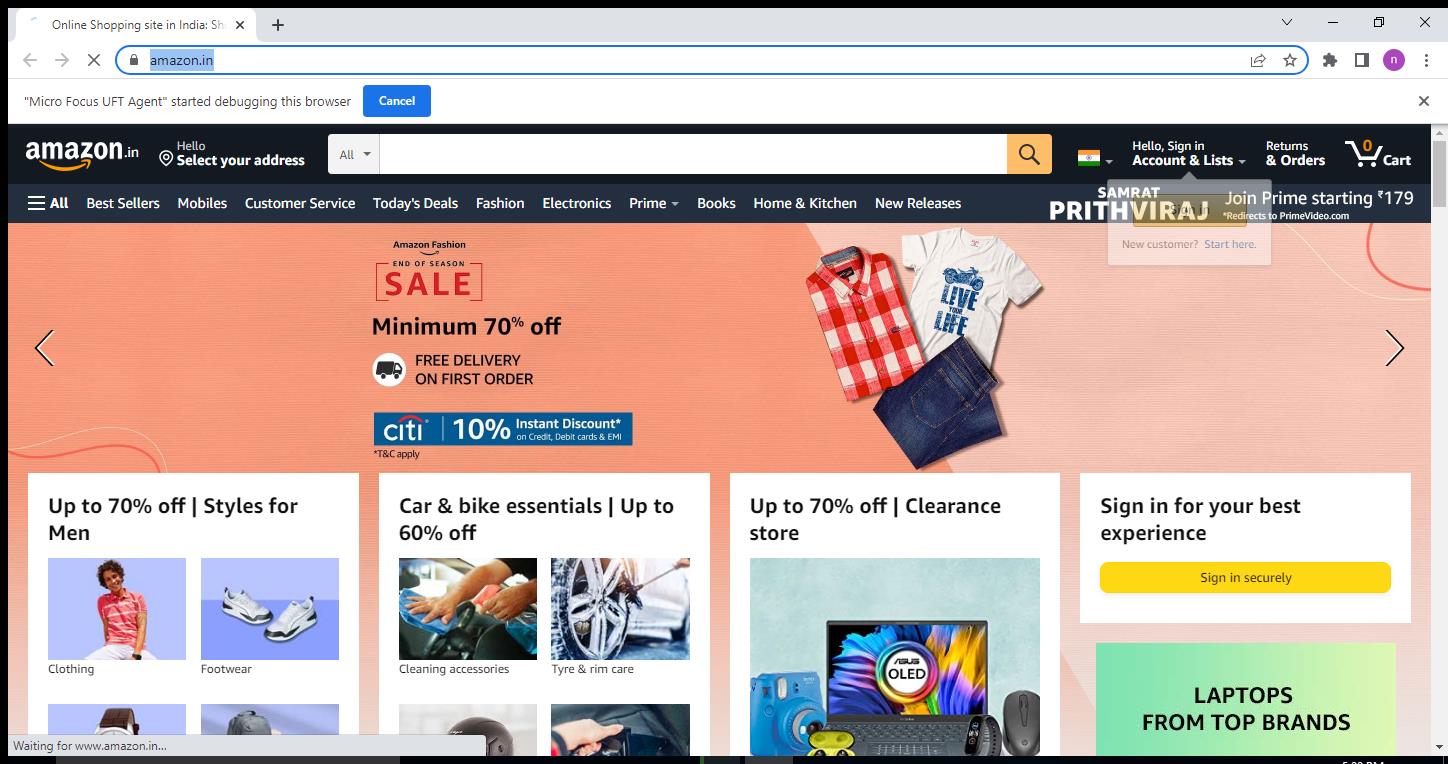 Online Shopping site in India: Sh
amazon.in
n
"Micro Focus UFT Agent" started debugging this browser
Cancel
amazon.in
Hello
Select your address
All
Hello, Sign in
Account & Lists
Returns
& Orders
0
Cart
All
Best Sellers
Mobiles
Customer Service
Today's Deals
Fashion
Electronics
Prime
Books
Home & Kitchen
New Releases
SAMRAT
PRITHVIRAJ
Join Prime starting ₹179
*Redirects to PrimeVideo.com
Sign in
New customer? Start here.
Amazon Fashion
END OF SEASON
SALE
Minimum 70% off
FREE DELIVERY
ON FIRST ORDER
citi
10%
Instant Discount*
on Credit, Debit cards & EMI
*T&C apply
LIVE
YOUR
LIFE
Up to 70% off | Styles for
Men
Clothing
Footwear
Car & bike essentials | Up to
60% off
Cleaning accessories
Tyre & rim care
Up to 70% off | Clearance
store
ASUS
OLED
Sign in for your best
experience
Sign in securely
LAPTOPS
FROM TOP BRANDS
Waiting for www.amazon.in...